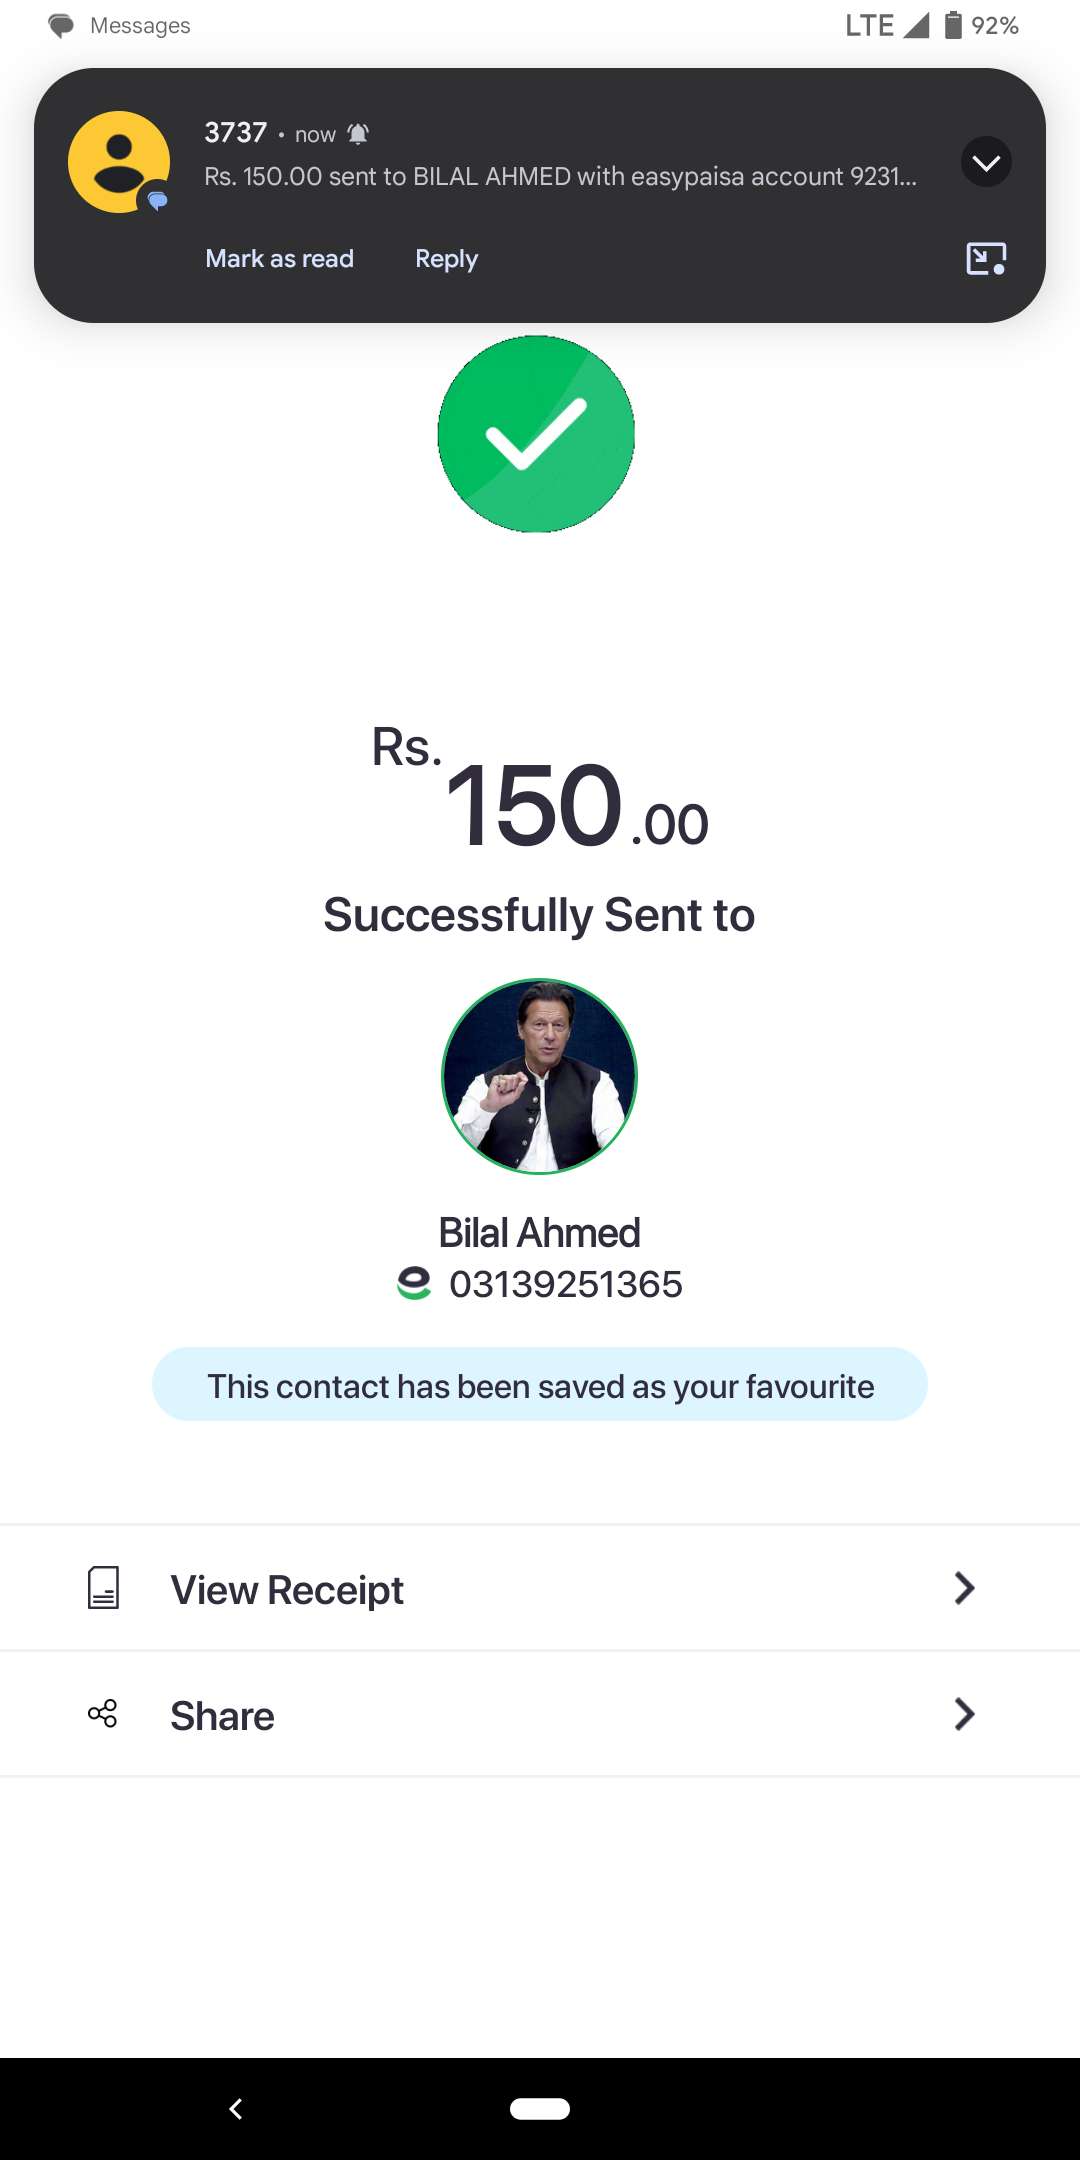 Messages
LTE 92%
3737 • now
Rs. 150.00 sent to BILAL AHMED with easypaisa account 9231...
Mark as read Reply
Rs. 150.00
Successfully Sent to
Bilal Ahmed
03139251365
This contact has been saved as your favourite
View Receipt
Share